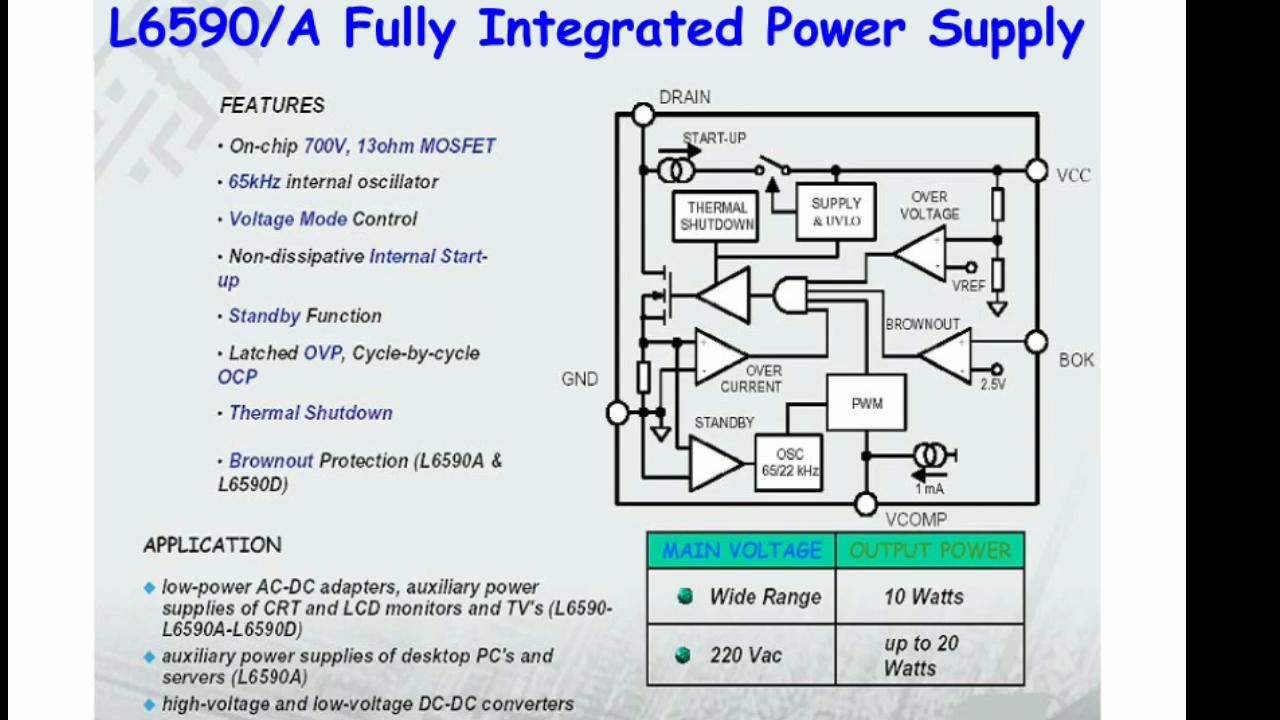 L6590/A Fully Integrated Power Supply
FEATURES
• On-chip 700V, 13ohm MOSFET
• 65kHz internal oscillator
• Voltage Mode Control
• Non-dissipative Internal Start-
up
• Standby Function
• Latched OVP, Cycle-by-cycle
OCP
• Thermal Shutdown
• Brownout Protection (L6590A &
L6590D)
APPLICATION
low-power AC-DC adapters, auxiliary power
supplies of CRT and LCD monitors and TV's (L6590-
L6590A-L6590D)
auxiliary power supplies of desktop PC's and
servers (L6590A)
high-voltage and low-voltage DC-DC converters
DRAIN
START-UP
VCC
THERMAL
SHUTDOWN
SUPPLY
& UVLO
OVER
VOLTAGE
+
-
VREF
BROWNOUT
+
-
2.5V
BOK
+
-
OVER
CURRENT
GND
PWM
STANDBY
OSC
65/22 kHz
1 mA
VCOMP
MAIN VOLTAGE OUTPUT POWER
Wide Range 10 Watts
220 Vac up to 20
Watts